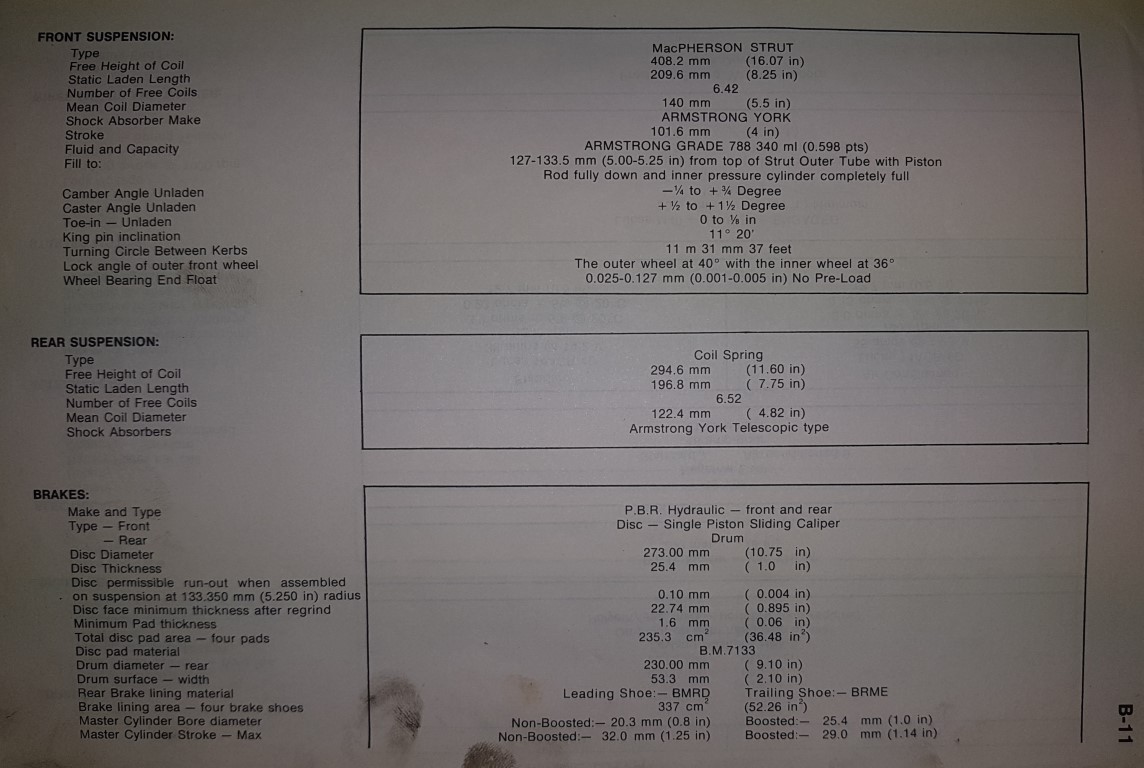 FRONT SUSPENSION:
Type MacPHERSON STRUT
Free Height of Coil 408.2 mm (16.07 in)
Static Laden Length 209.6 mm (8.25 in)
Number of Free Coils 6.42
Mean Coil Diameter 140 mm (5.5 in)
Shock Absorber Make ARMSTRONG YORK
Stroke 101.6 mm (4 in)
Fluid and Capacity ARMSTRONG GRADE 788 340 ml (0.598 pts)
Fill to: 127-133.5 mm (5.00-5.25 in) from top of Strut Outer Tube with Piston
Rod fully down and inner pressure cylinder completely full
Camber Angle Unladen —¼ to +¾ Degree
Caster Angle Unladen +½ to +1½ Degree
Toe-in — Unladen 0 to ⅛ in
King pin inclination 11° 20'
Turning Circle Between Kerbs 11 m 31 mm 37 feet
Lock angle of outer front wheel The outer wheel at 40° with the inner wheel at 36°
Wheel Bearing End Float 0.025-0.127 mm (0.001-0.005 in) No Pre-Load
REAR SUSPENSION:
Type Coil Spring
Free Height of Coil 294.6 mm (11.60 in)
Static Laden Length 196.8 mm ( 7.75 in)
Number of Free Coils 6.52
Mean Coil Diameter 122.4 mm ( 4.82 in)
Shock Absorbers Armstrong York Telescopic type
BRAKES:
Make and Type P.B.R. Hydraulic — front and rear
Type — Front Disc — Single Piston Sliding Caliper
— Rear Drum
Disc Diameter 273.00 mm (10.75 in)
Disc Thickness 25.4 mm ( 1.0 in)
Disc permissible run-out when assembled
on suspension at 133.350 mm (5.250 in) radius 0.10 mm ( 0.004 in)
Disc face minimum thickness after regrind 22.74 mm ( 0.895 in)
Minimum Pad thickness 1.6 mm ( 0.06 in)
Total disc pad area — four pads 235.3 cm² (36.48 in²)
Disc pad material B.M.7133
Drum diameter — rear 230.00 mm ( 9.10 in)
Drum surface — width 53.3 mm ( 2.10 in)
Rear Brake lining material Leading Shoe:— BMRD Trailing Shoe:— BRME
Brake lining area — four brake shoes 337 cm² (52.26 in²)
Master Cylinder Bore diameter Non-Boosted:— 20.3 mm (0.8 in) Boosted:— 25.4 mm (1.0 in)
Master Cylinder Stroke — Max Non-Boosted:— 32.0 mm (1.25 in) Boosted:— 29.0 mm (1.14 in)
B-11